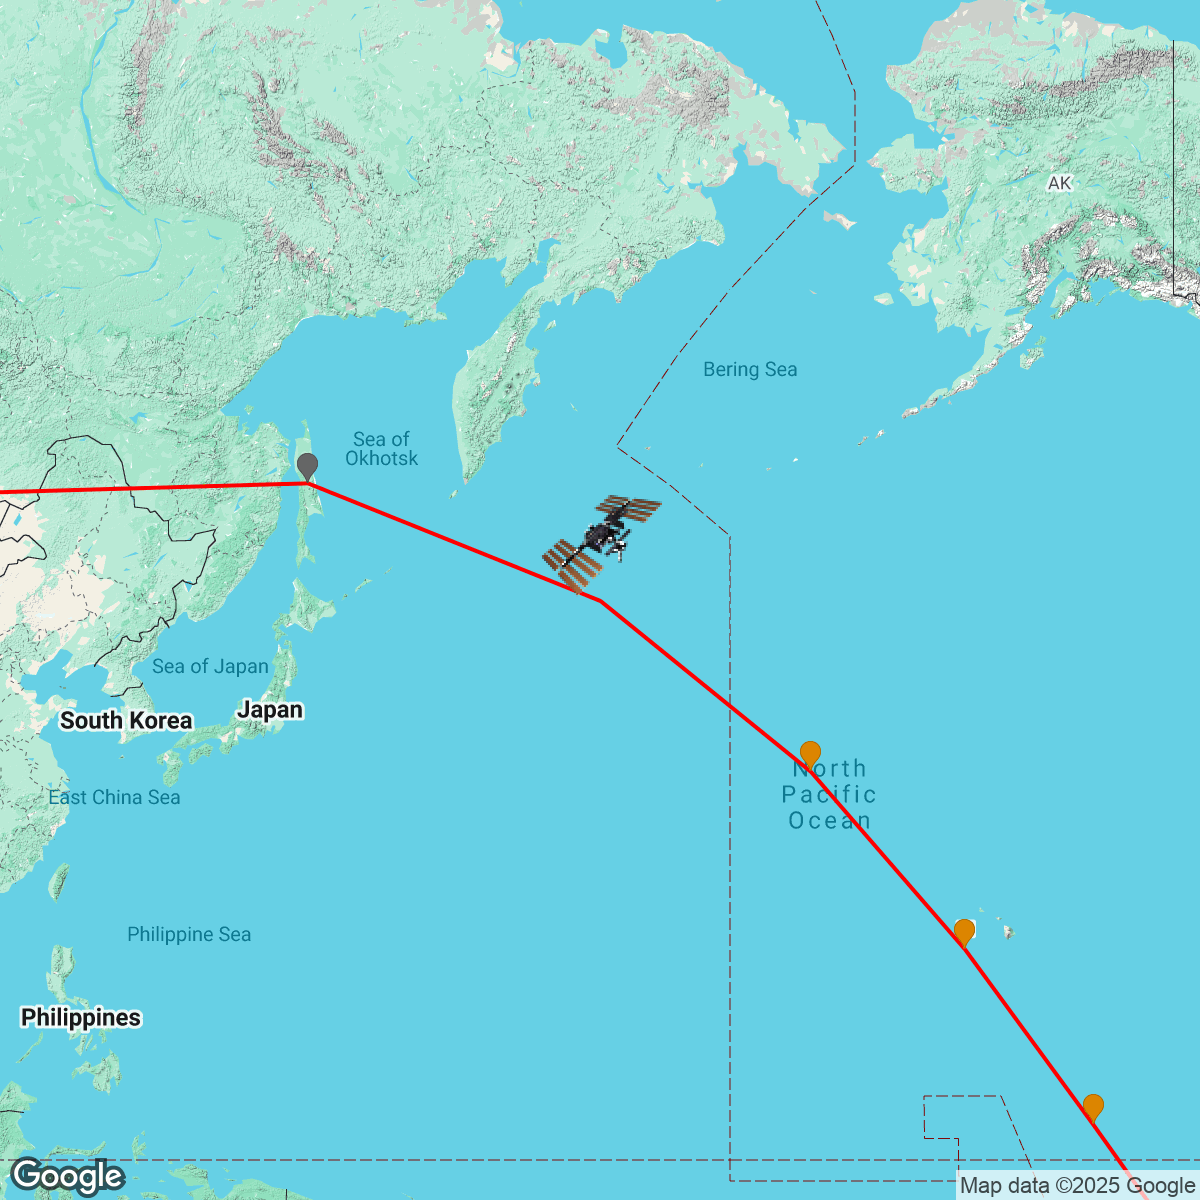 AK
Bering Sea
Sea of
Okhotsk
Sea of Japan
Japan
South Korea
North
Pacific
Ocean
East China Sea
Philippine Sea
Philippines
Google
Map data ©2025 Google